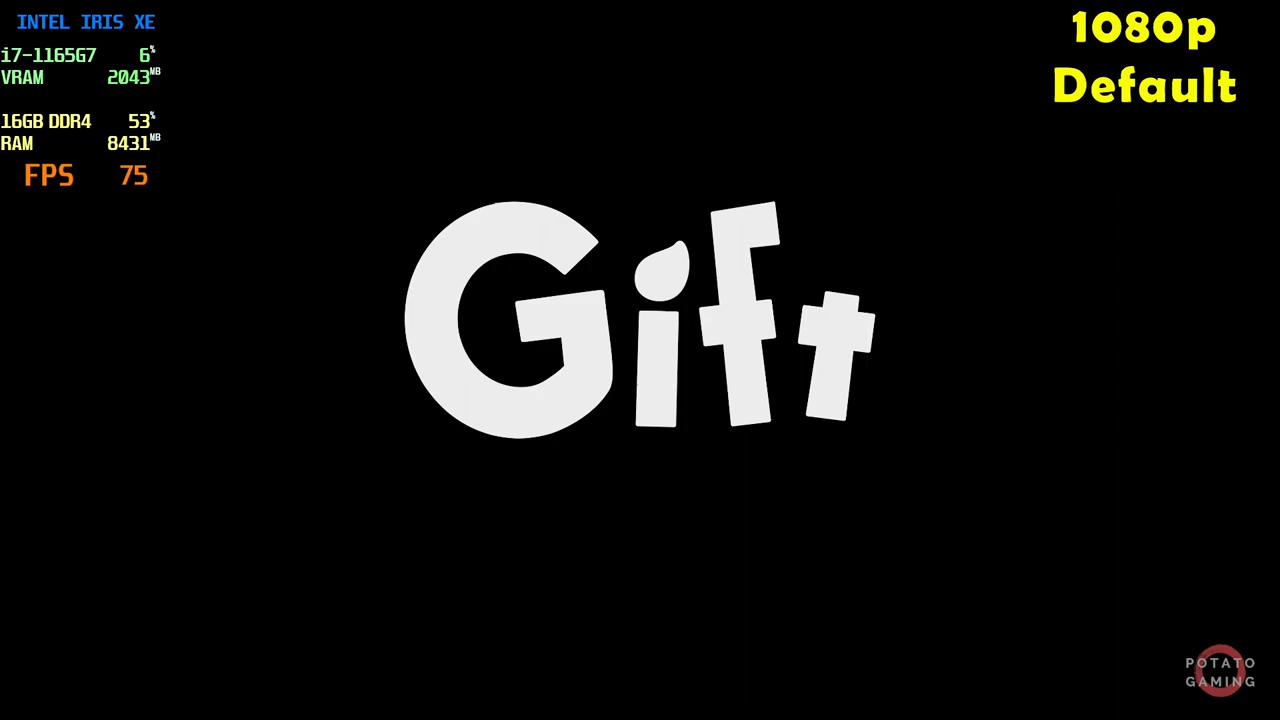 INTEL IRIS XE
i7-1165G7 6%
VRAM 2043MB
16GB DDR4 53%
RAM 8431MB
FPS 75
1080p
Default
Gift
POTATO
GAMING